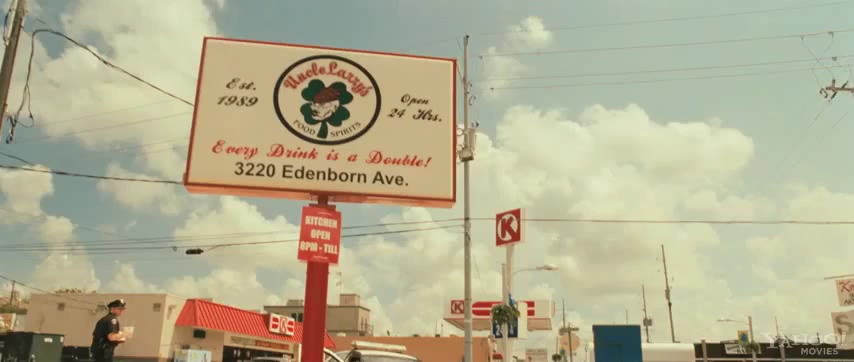 Uncle Larry's
Est.
1989
Open
24 Hrs.
FOOD SPIRITS
Every Drink is a Double!
3220 Edenborn Ave.
KITCHEN
OPEN
8PM - TILL
K
K
K
24
YAHOO!
MOVIES